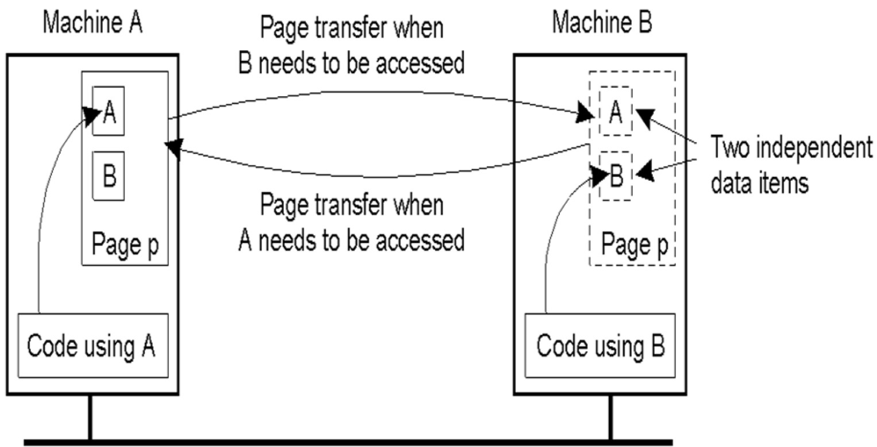 Machine A
Page transfer when
B needs to be accessed
Machine B
A
B
Page p
Code using A
Page transfer when
A needs to be accessed
A
B
Page p
Code using B
Two independent
data items